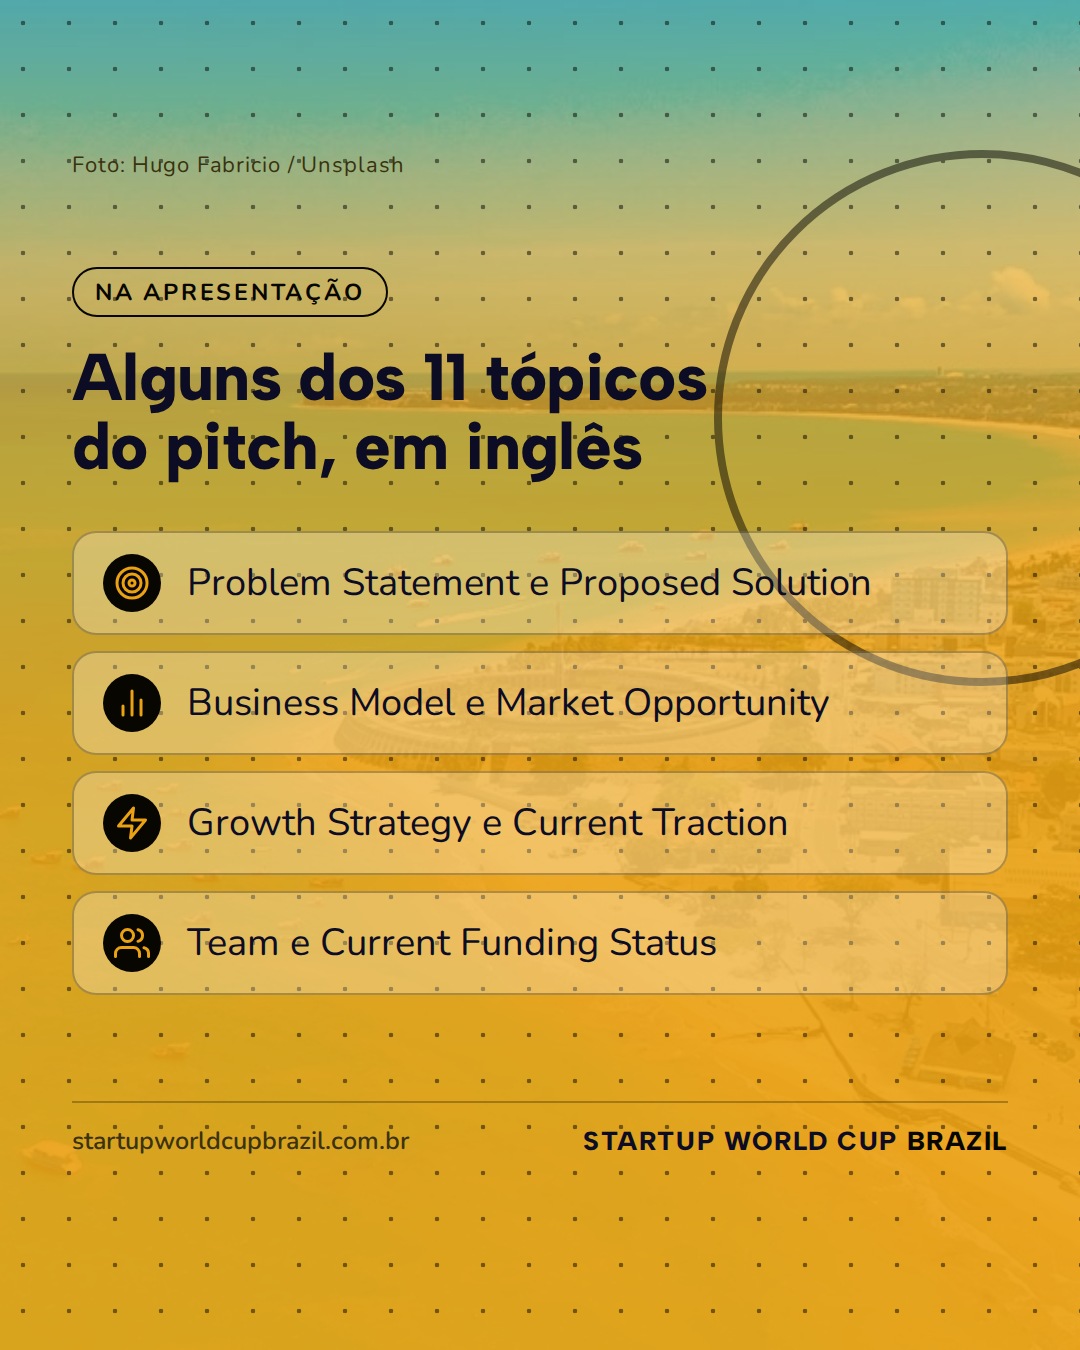 Foto: Hugo Fabricio / Unsplash
NA APRESENTAÇÃO
Alguns dos 11 tópicos
do pitch, em inglês
Problem Statement e Proposed Solution
Business Model e Market Opportunity
Growth Strategy e Current Traction
Team e Current Funding Status
startupworldcupbrazil.com.br
STARTUP WORLD CUP BRAZIL